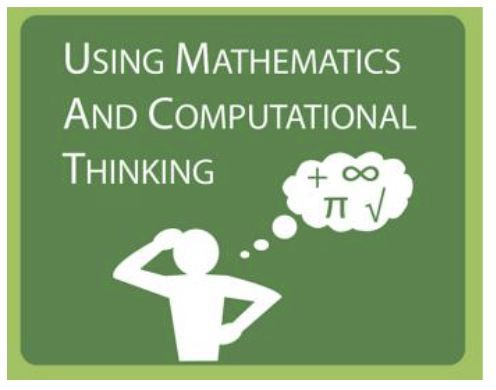 USING MATHEMATICS
AND COMPUTATIONAL
THINKING
+ ∞
π √